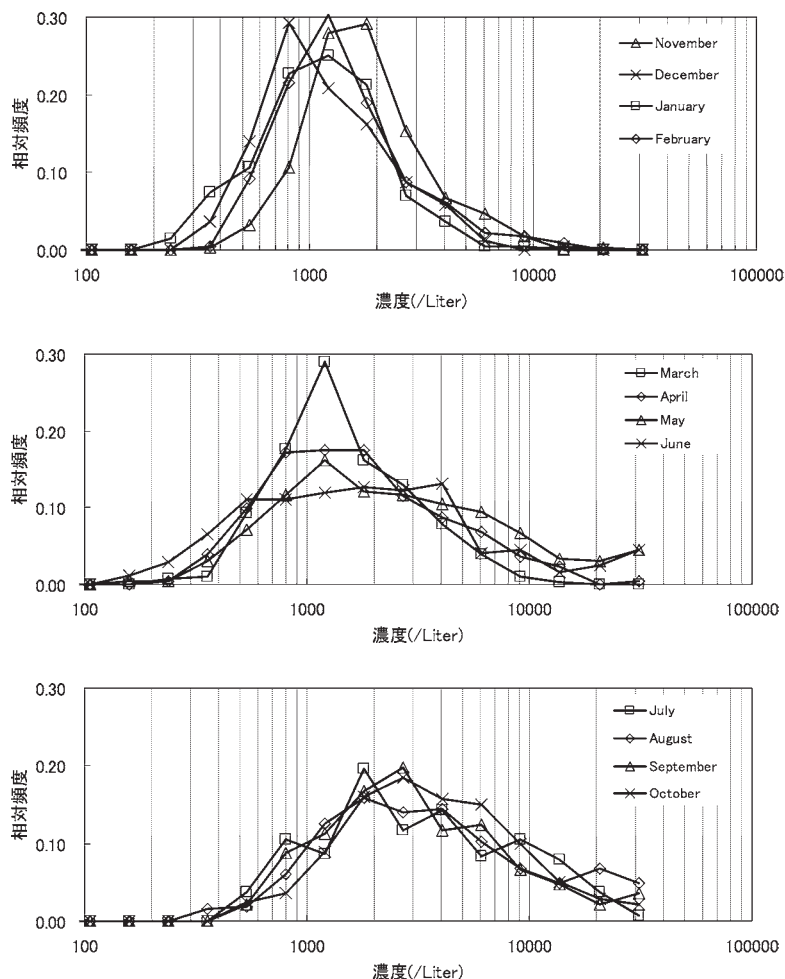 0.30
0.20
0.10
0.00
相対頻度
November
December
January
February
100
1000
10000
100000
濃度(/Liter)
0.30
0.20
0.10
0.00
相対頻度
March
April
May
June
100
1000
10000
100000
濃度(/Liter)
0.30
0.20
0.10
0.00
相対頻度
July
August
September
October
100
1000
10000
100000
濃度(/Liter)